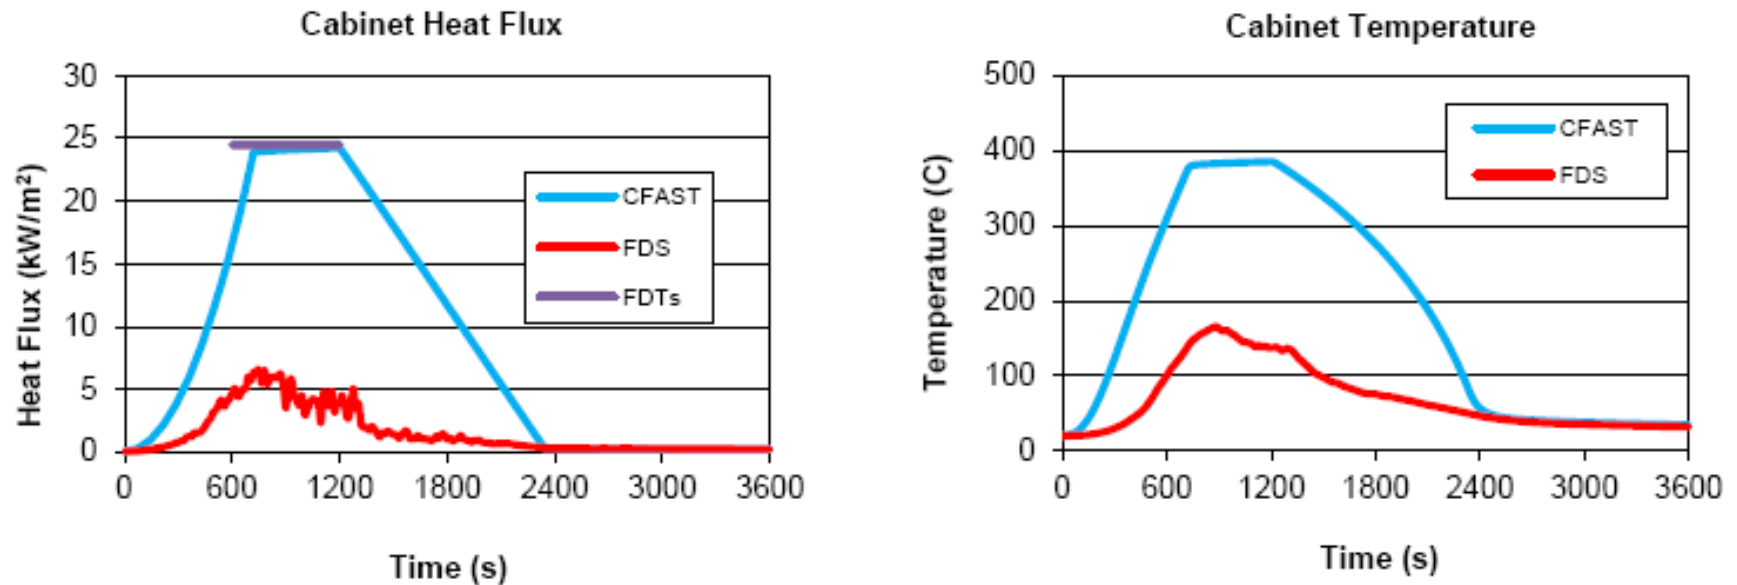 Cabinet Heat Flux
30
25
20
15
10
5
0
0 600 1200 1800 2400 3000 3600
Heat Flux (kW/m²)
Time (s)
CFAST
FDS
FDTs
Cabinet Temperature
500
400
300
200
100
0
0 600 1200 1800 2400 3000 3600
Temperature (C)
Time (s)
CFAST
FDS